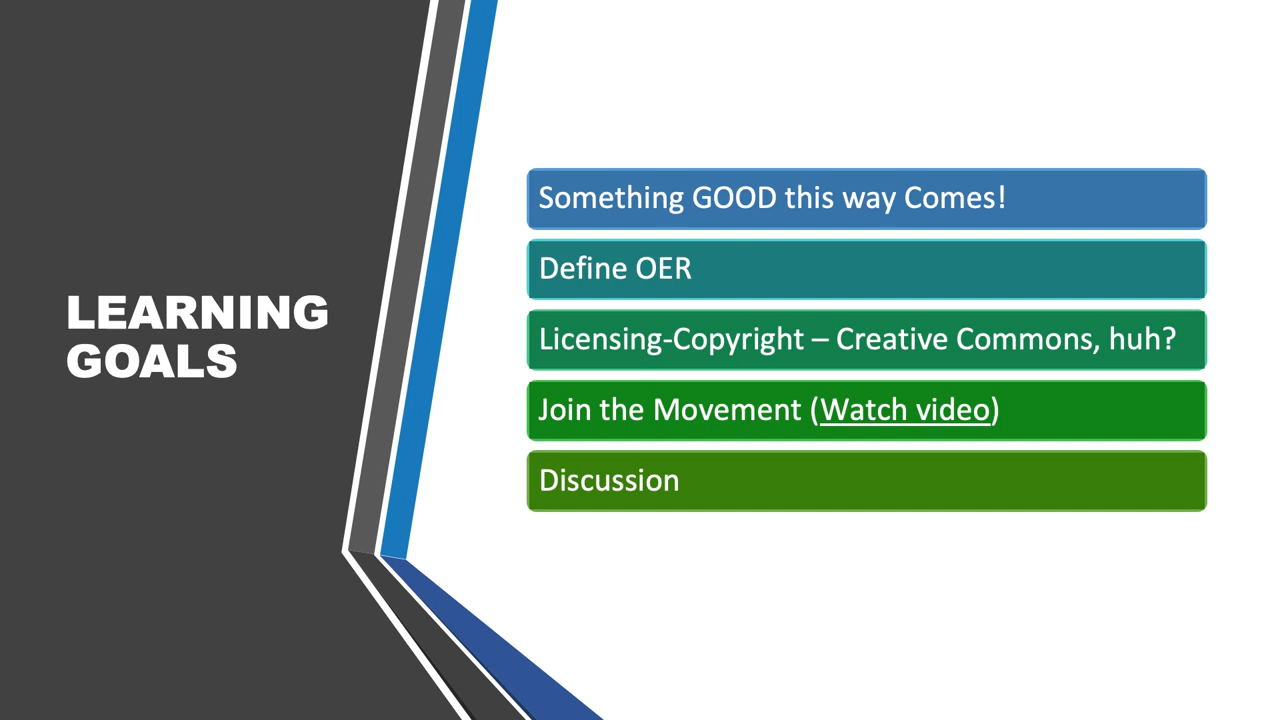 LEARNING
GOALS
Something GOOD this way Comes!
Define OER
Licensing-Copyright – Creative Commons, huh?
Join the Movement (Watch video)
Discussion